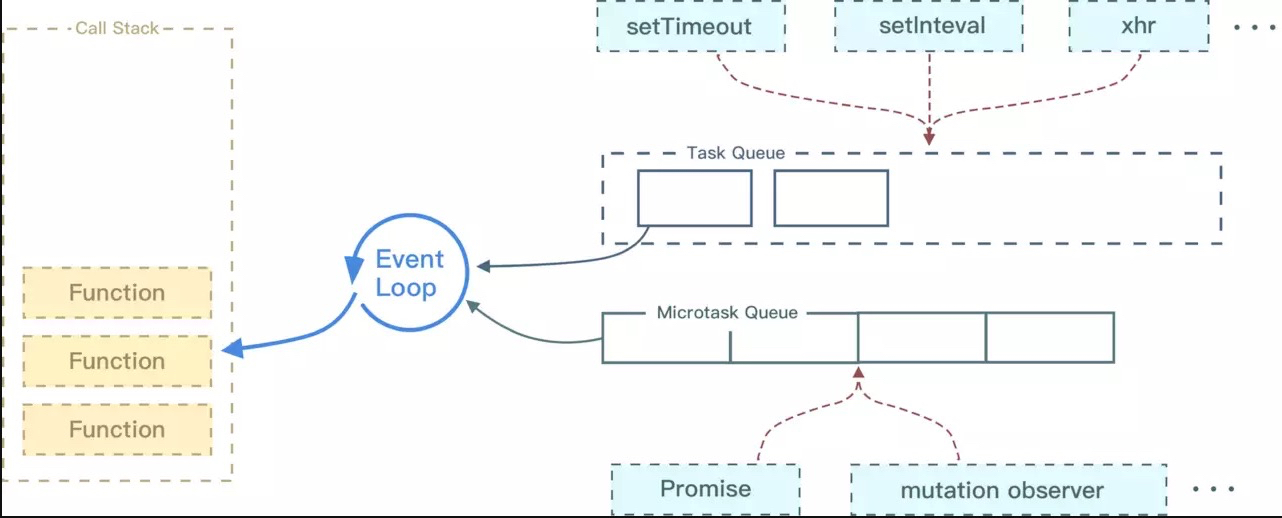 Call Stack
setTimeout
setInteval
xhr
...
Task Queue
Event
Loop
Function
Microtask Queue
Function
Function
Promise
mutation observer
...